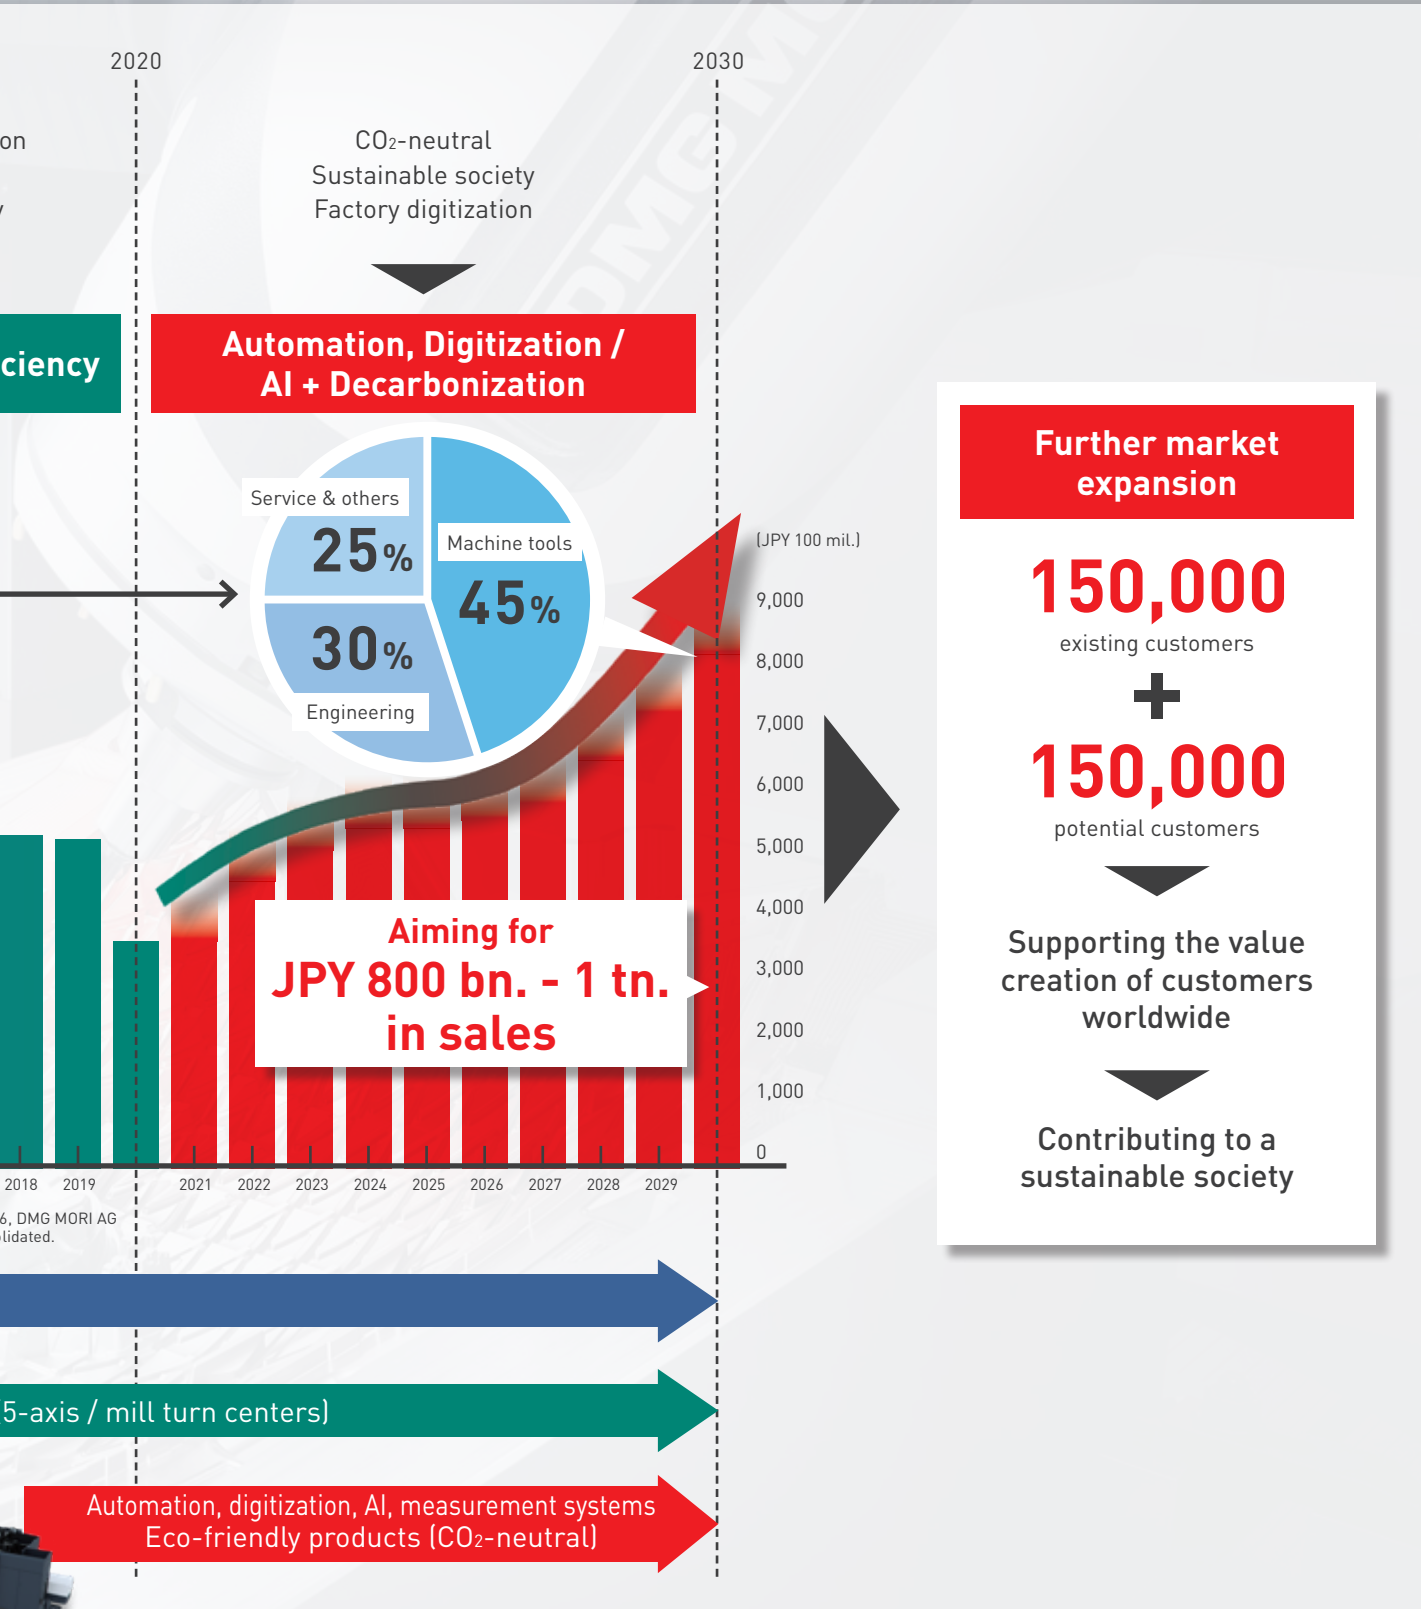 2020
2030
on
y
CO2-neutral
Sustainable society
Factory digitization
ciency
Automation, Digitization /
AI + Decarbonization
Service & others
25%
Machine tools
45%
30%
Engineering
(JPY 100 mil.)
9,000
8,000
7,000
6,000
5,000
4,000
3,000
2,000
1,000
0
Aiming for
JPY 800 bn. - 1 tn.
in sales
2018 2019 2021 2022 2023 2024 2025 2026 2027 2028 2029
6, DMG MORI AG
lidated.
(5-axis / mill turn centers)
Automation, digitization, AI, measurement systems
Eco-friendly products (CO2-neutral)
Further market
expansion
150,000
existing customers
+
150,000
potential customers
Supporting the value
creation of customers
worldwide
Contributing to a
sustainable society
DMG MO